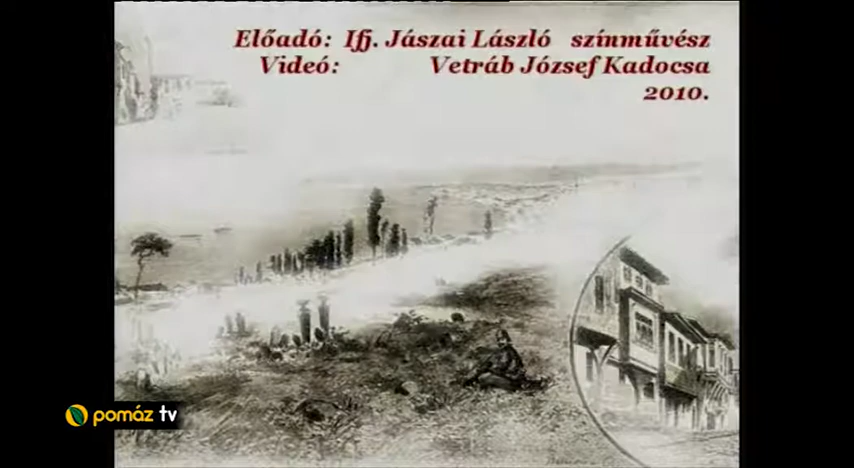 Előadó: Ifj. Jászai László színművész
Videó: Vetráb József Kadocsa
2010.
pomáz tv